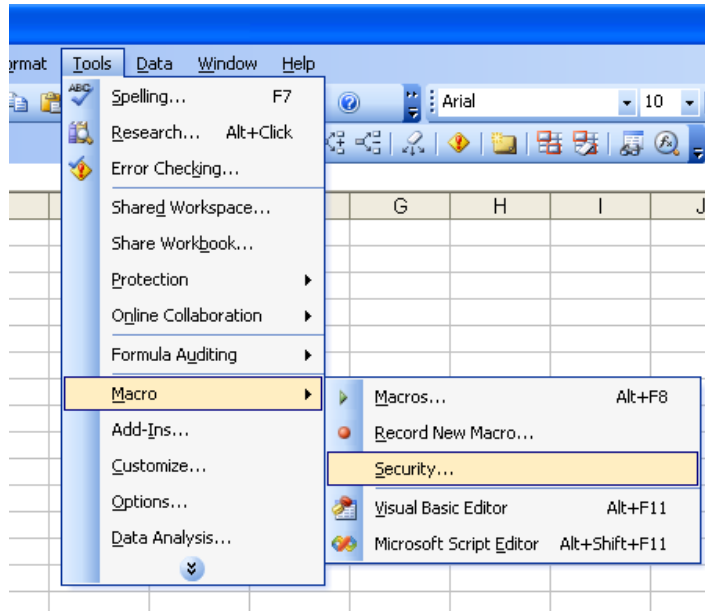 ormat Tools Data Window Help
ABC Spelling... F7 Arial 10
Research... Alt+Click
Error Checking...
Shared Workspace... G H I J
Share Workbook...
Protection
Online Collaboration
Formula Auditing
Macro Macros... Alt+F8
Add-Ins... Record New Macro...
Customize... Security...
Options... Visual Basic Editor Alt+F11
Data Analysis... Microsoft Script Editor Alt+Shift+F11